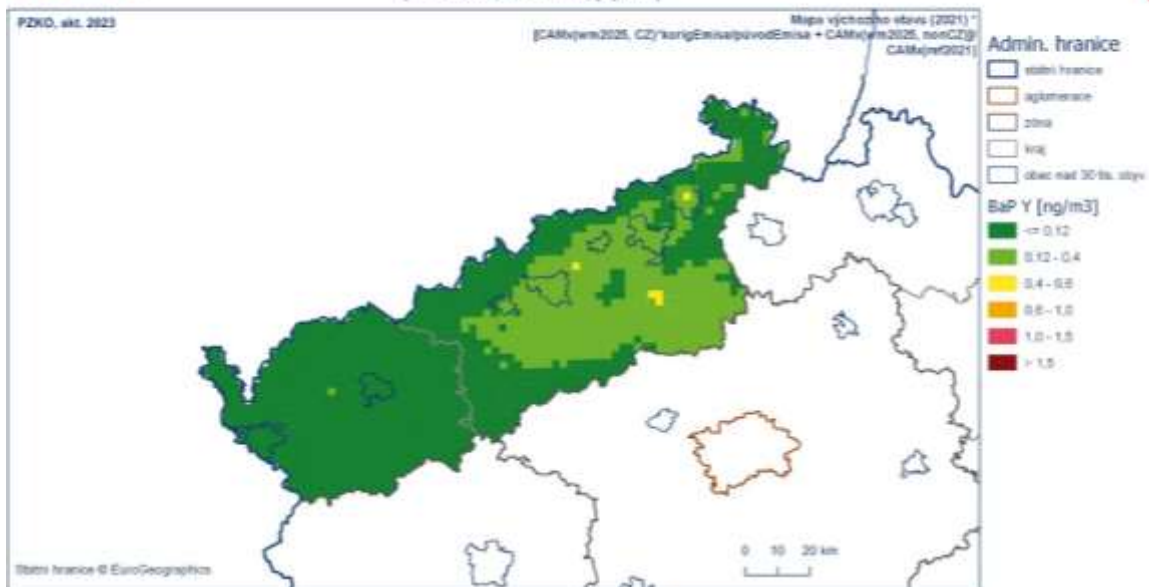 PZKO, akt. 2023
Mapa výchozího stavu (2021) *
[CAMx(wm2025, CZ)*korigEmise/původEmise + CAMx(wm2025, nonCZ)]/
CAMx(ref2021)
Admin. hranice
státní hranice
aglomerace
zóna
kraj
obec nad 30 tis. obyv
BaP Y [ng/m3]
<= 0,12
0,12 - 0,4
0,4 - 0,6
0,6 - 1,0
1,0 - 1,5
> 1,5
0 10 20 km
Státní hranice © EuroGeographics